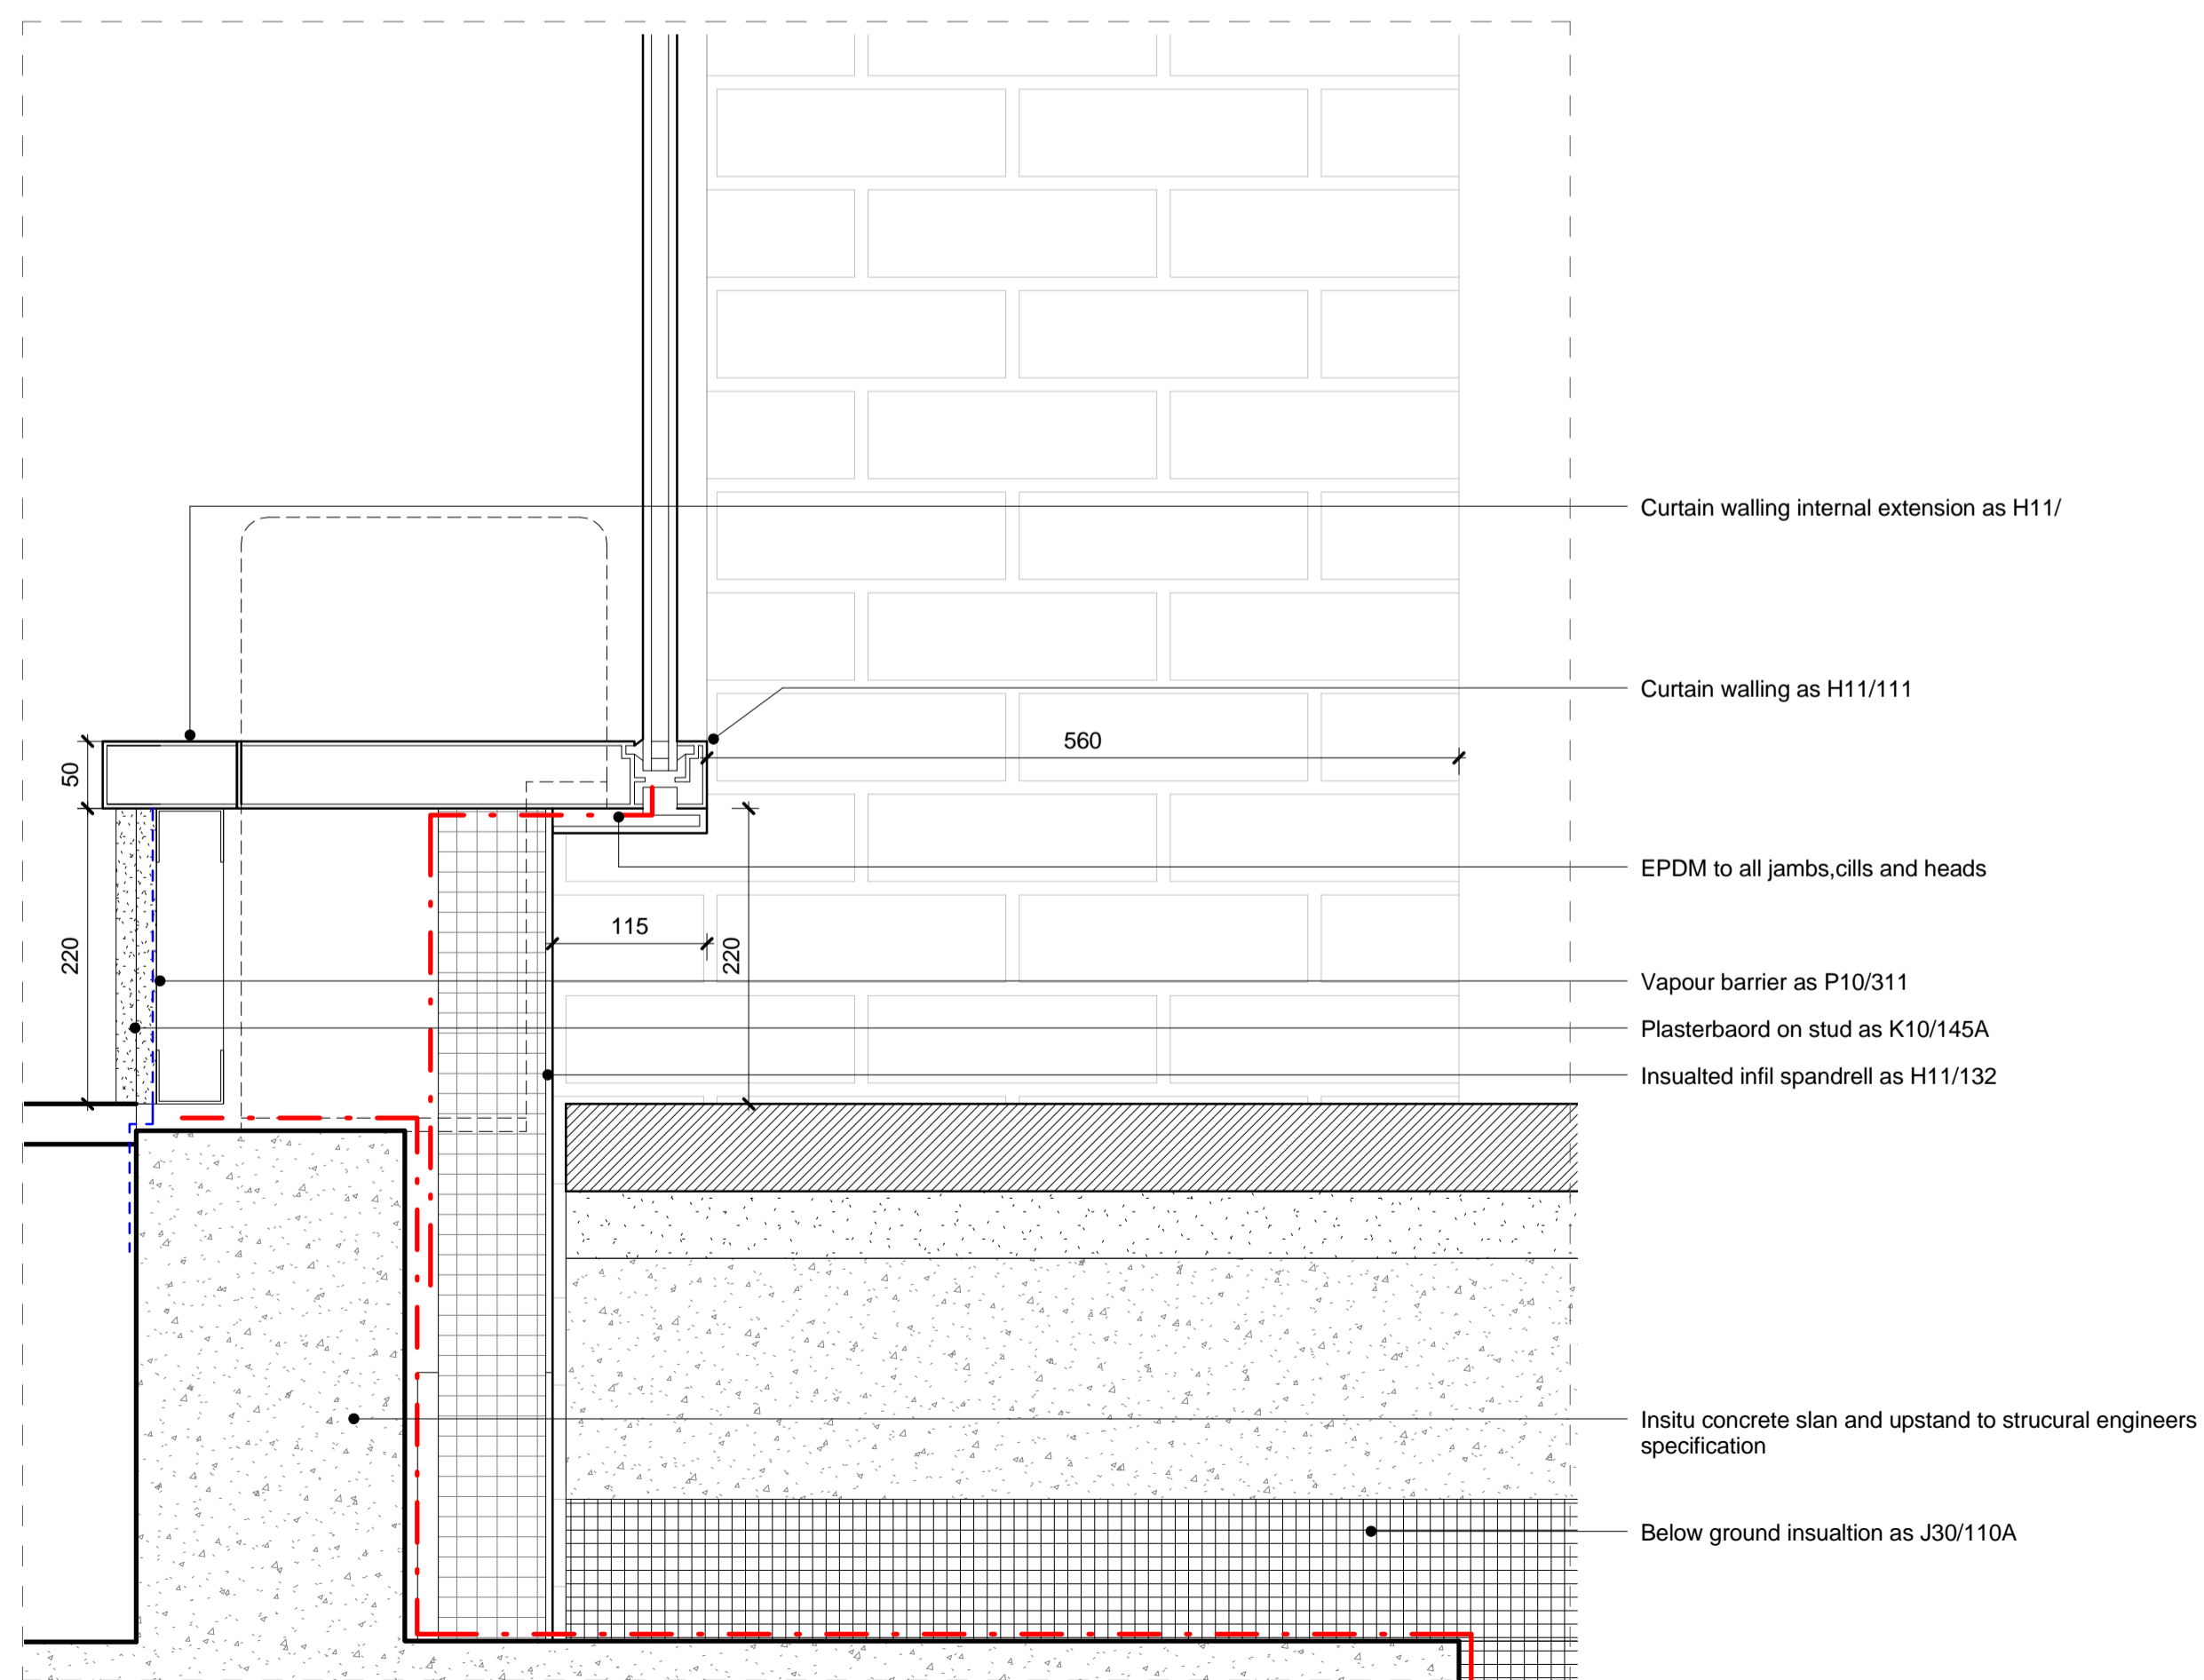 Curtain walling internal extension as H11/
Curtain walling as H11/111
560
50
EPDM to all jambs,cills and heads
115
220
220
Vapour barrier as P10/311
Plasterbaord on stud as K10/145A
Insualted infil spandrell as H11/132
Insitu concrete slan and upstand to strucural engineers
specification
Below ground insualtion as J30/110A